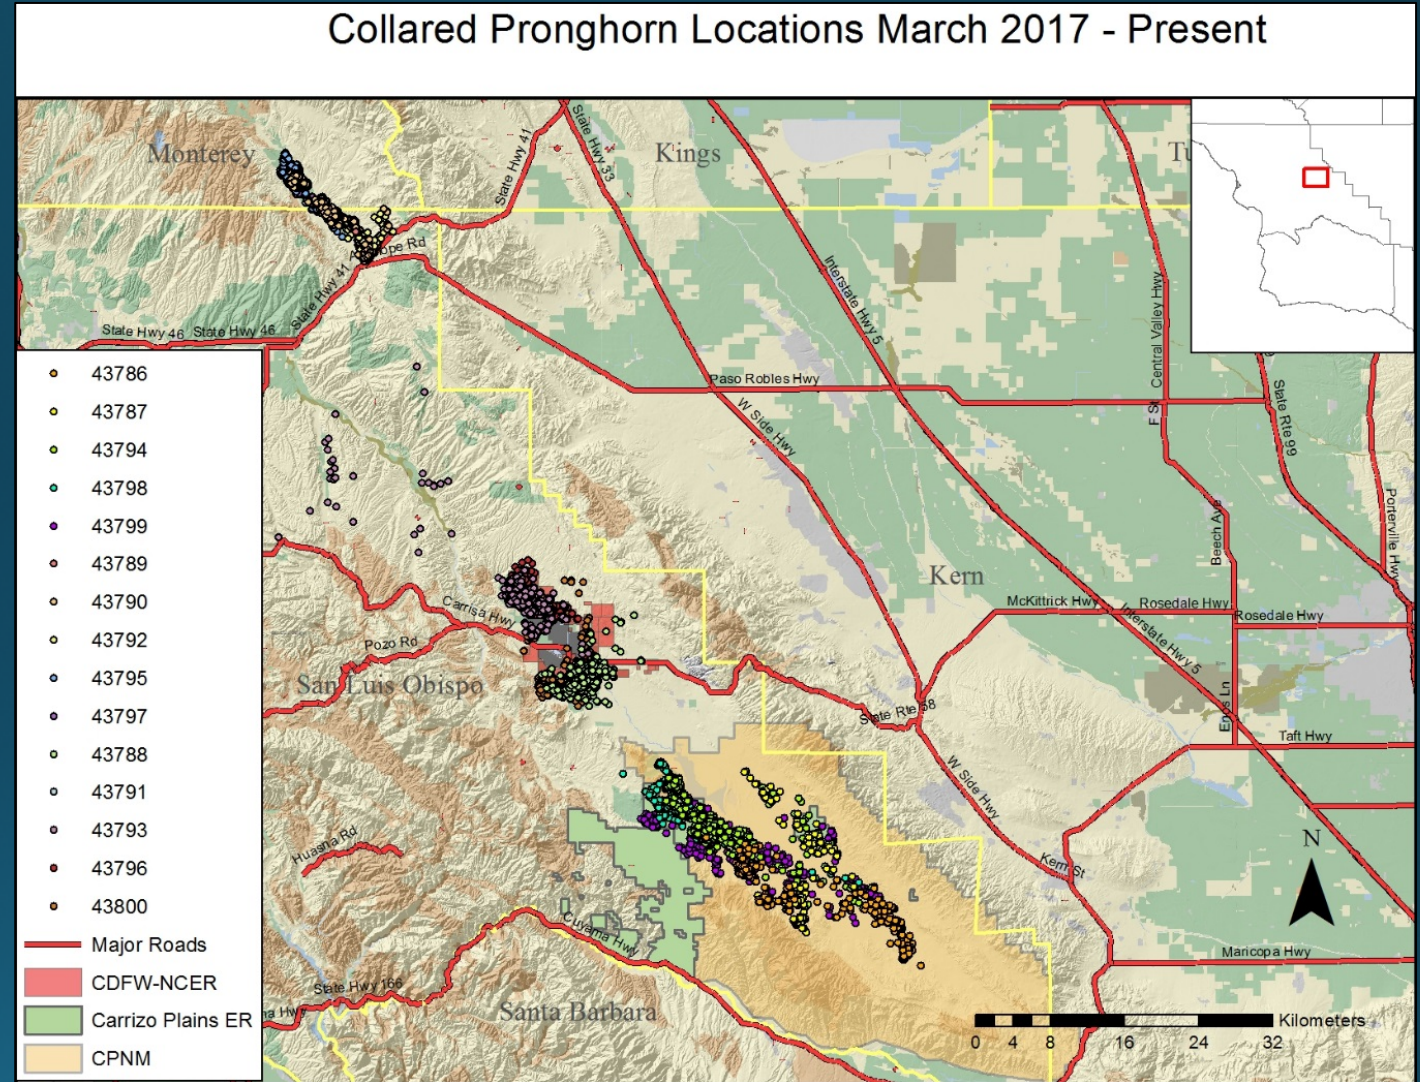 Collared Pronghorn Locations March 2017 - Present
Monterey
State Hwy 41
State Hwy 33
Kings
Tu
State Hwy 41
State Hwy 46
State Hwy 46
Interstate Hwy 5
Central Valley Hwy
F St
Paso Robles Hwy
W Side Hwy
State Rte 99
Porterville Hwy
Beech Ave
Kern
McKittrick Hwy
Rosedale Hwy
Rosedale Hwy
Interstate Hwy 5
Carrisa Hwy
Pozo Rd
San Luis Obispo
State Rte 58
Enos Ln
Taft Hwy
W Side Hwy
Kern St
Huasna Rd
Cuyama Hwy
State Hwy 166
Santa Barbara
Maricopa Hwy
N
43786
43787
43794
43798
43799
43789
43790
43792
43795
43797
43788
43791
43793
43796
43800
Major Roads
CDFW-NCER
Carrizo Plains ER
CPNM
Kilometers
0 4 8 16 24 32